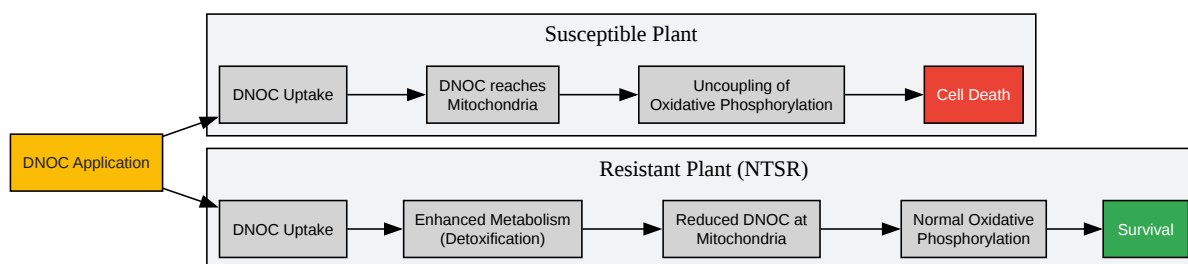 Susceptible Plant
DNOC Uptake
DNOC reaches
Mitochondria
Uncoupling of
Oxidative Phosphorylation
Cell Death
DNOC Application
Resistant Plant (NTSR)
DNOC Uptake
Enhanced Metabolism
(Detoxification)
Reduced DNOC at
Mitochondria
Normal Oxidative
Phosphorylation
Survival